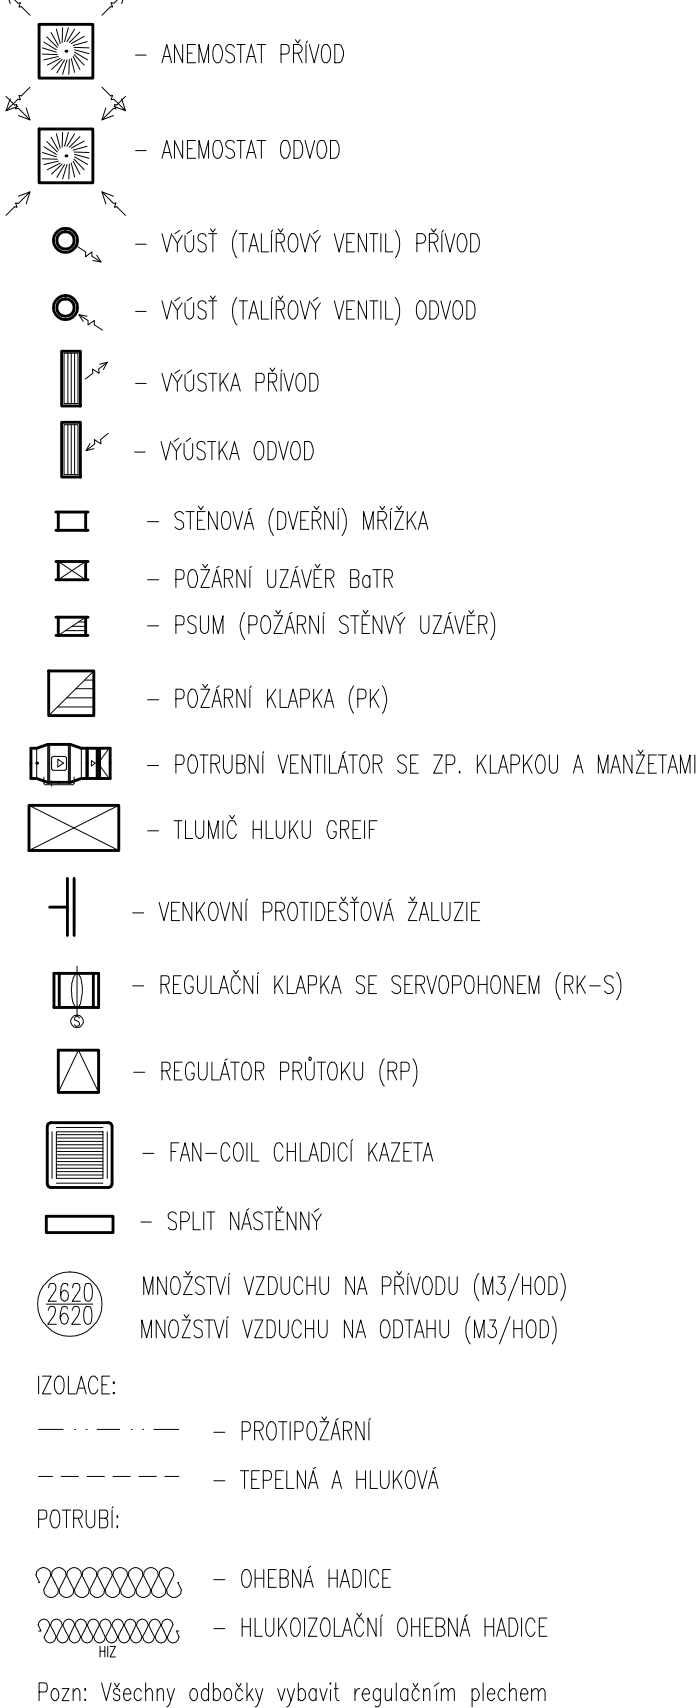 – ANEMOSTAT PŘÍVOD
– ANEMOSTAT ODVOD
– VÝÚSŤ (TALÍŘOVÝ VENTIL) PŘÍVOD
– VÝÚSŤ (TALÍŘOVÝ VENTIL) ODVOD
– VÝÚSTKA PŘÍVOD
– VÝÚSTKA ODVOD
– STĚNOVÁ (DVEŘNÍ) MŘÍŽKA
– POŽÁRNÍ UZÁVĚR BaTR
– PSUM (POŽÁRNÍ STĚNVÝ UZÁVĚR)
– POŽÁRNÍ KLAPKA (PK)
– POTRUBNÍ VENTILÁTOR SE ZP. KLAPKOU A MANŽETAMI
– TLUMIČ HLUKU GREIF
– VENKOVNÍ PROTIDEŠŤOVÁ ŽALUZIE
– REGULAČNÍ KLAPKA SE SERVOPOHONEM (RK–S)
S
– REGULÁTOR PRŮTOKU (RP)
– FAN–COIL CHLADICÍ KAZETA
– SPLIT NÁSTĚNNÝ
2620 MNOŽSTVÍ VZDUCHU NA PŘÍVODU (M3/HOD)
2620 MNOŽSTVÍ VZDUCHU NA ODTAHU (M3/HOD)
IZOLACE:
– PROTIPOŽÁRNÍ
– TEPELNÁ A HLUKOVÁ
POTRUBÍ:
– OHEBNÁ HADICE
– HLUKOIZOLAČNÍ OHEBNÁ HADICE
HIZ
Pozn: Všechny odbočky vybavit regulačním plechem